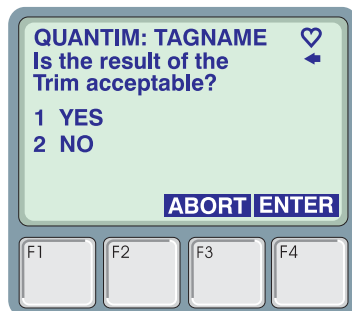 QUANTIM: TAGNAME
Is the result of the
Trim acceptable?
1 YES
2 NO
ABORT ENTER
F1 F2 F3 F4